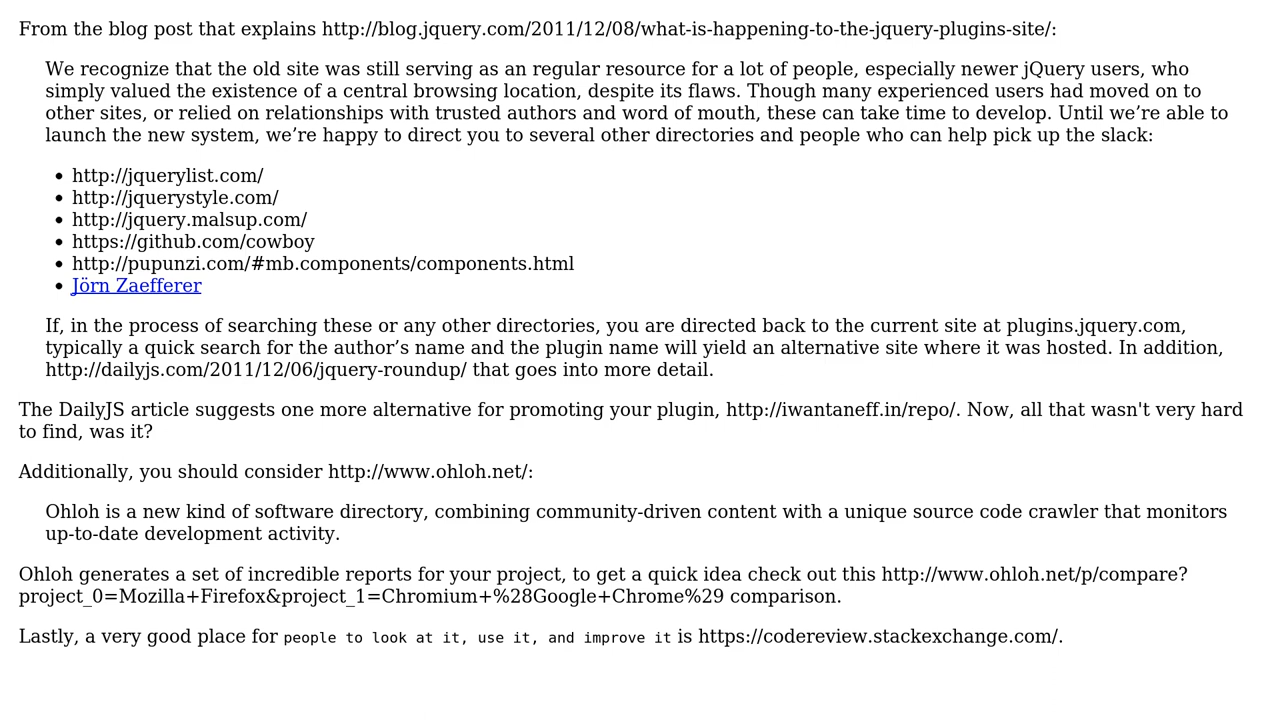 From the blog post that explains http://blog.jquery.com/2011/12/08/what-is-happening-to-the-jquery-plugins-site/:
We recognize that the old site was still serving as an regular resource for a lot of people, especially newer jQuery users, who
simply valued the existence of a central browsing location, despite its flaws. Though many experienced users had moved on to
other sites, or relied on relationships with trusted authors and word of mouth, these can take time to develop. Until we’re able to
launch the new system, we’re happy to direct you to several other directories and people who can help pick up the slack:
• http://jquerylist.com/
• http://jquerystyle.com/
• http://jquery.malsup.com/
• https://github.com/cowboy
• http://pupunzi.com/#mb.components/components.html
• Jörn Zaefferer
If, in the process of searching these or any other directories, you are directed back to the current site at plugins.jquery.com,
typically a quick search for the author’s name and the plugin name will yield an alternative site where it was hosted. In addition,
http://dailyjs.com/2011/12/06/jquery-roundup/ that goes into more detail.
The DailyJS article suggests one more alternative for promoting your plugin, http://iwantaneff.in/repo/. Now, all that wasn't very hard
to find, was it?
Additionally, you should consider http://www.ohloh.net/:
Ohloh is a new kind of software directory, combining community-driven content with a unique source code crawler that monitors
up-to-date development activity.
Ohloh generates a set of incredible reports for your project, to get a quick idea check out this http://www.ohloh.net/p/compare?
project_0=Mozilla+Firefox&project_1=Chromium+%28Google+Chrome%29 comparison.
Lastly, a very good place for people to look at it, use it, and improve it is https://codereview.stackexchange.com/.